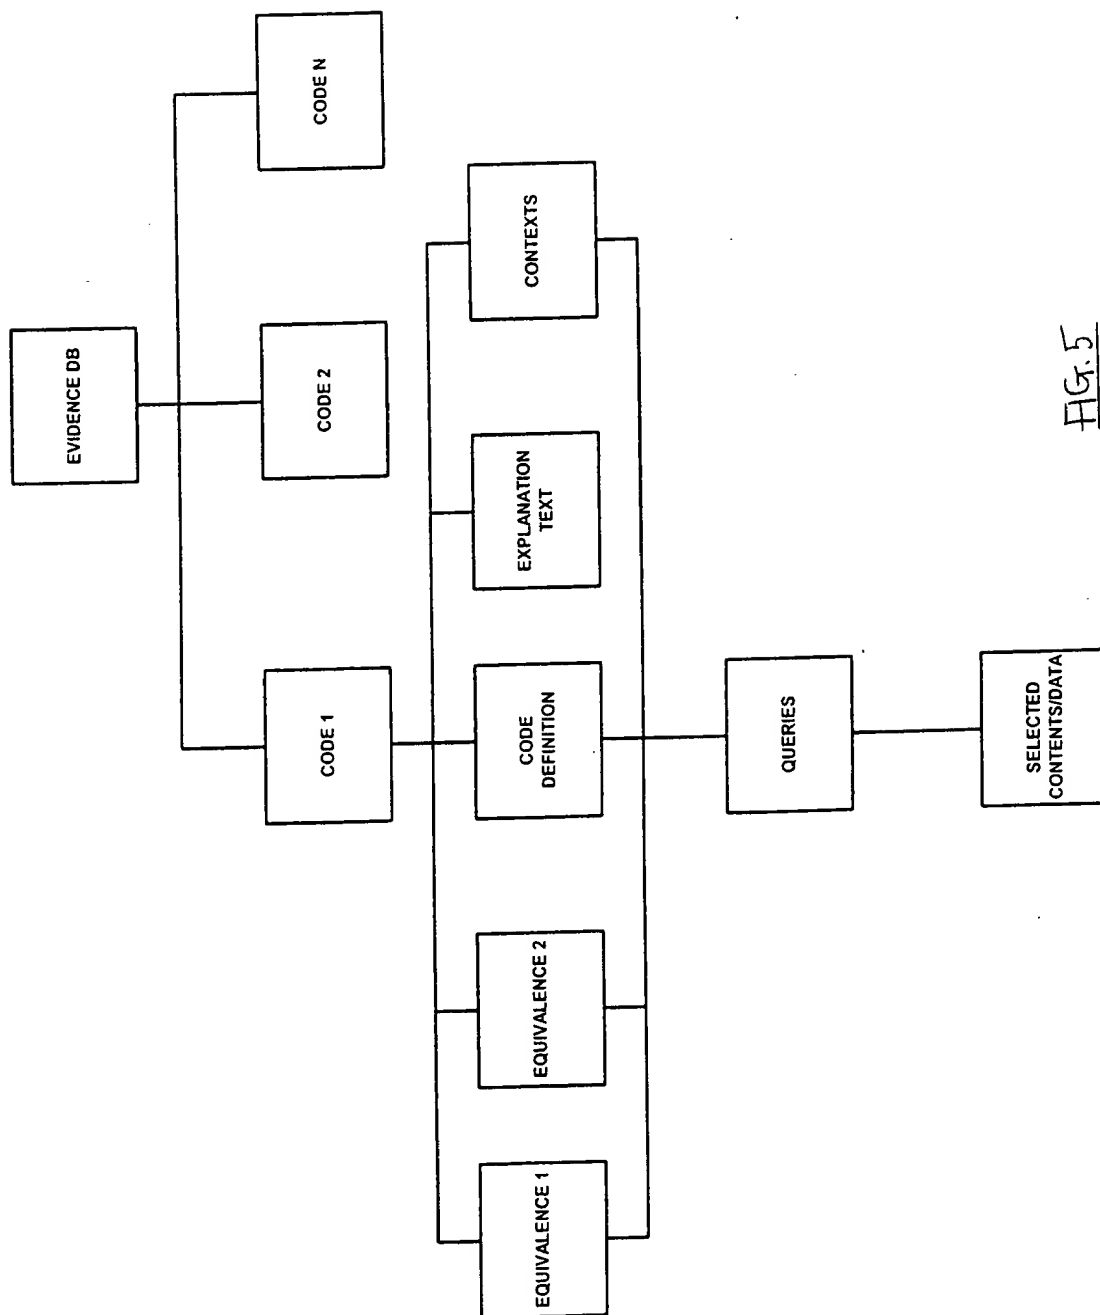 EVIDENCE DB
CODE 1
CODE 2
CODE N
EQUIVALENCE 1
EQUIVALENCE 2
CODE
DEFINITION
EXPLANATION
TEXT
CONTEXTS
QUERIES
SELECTED
CONTENTS/DATA
FIG. 5